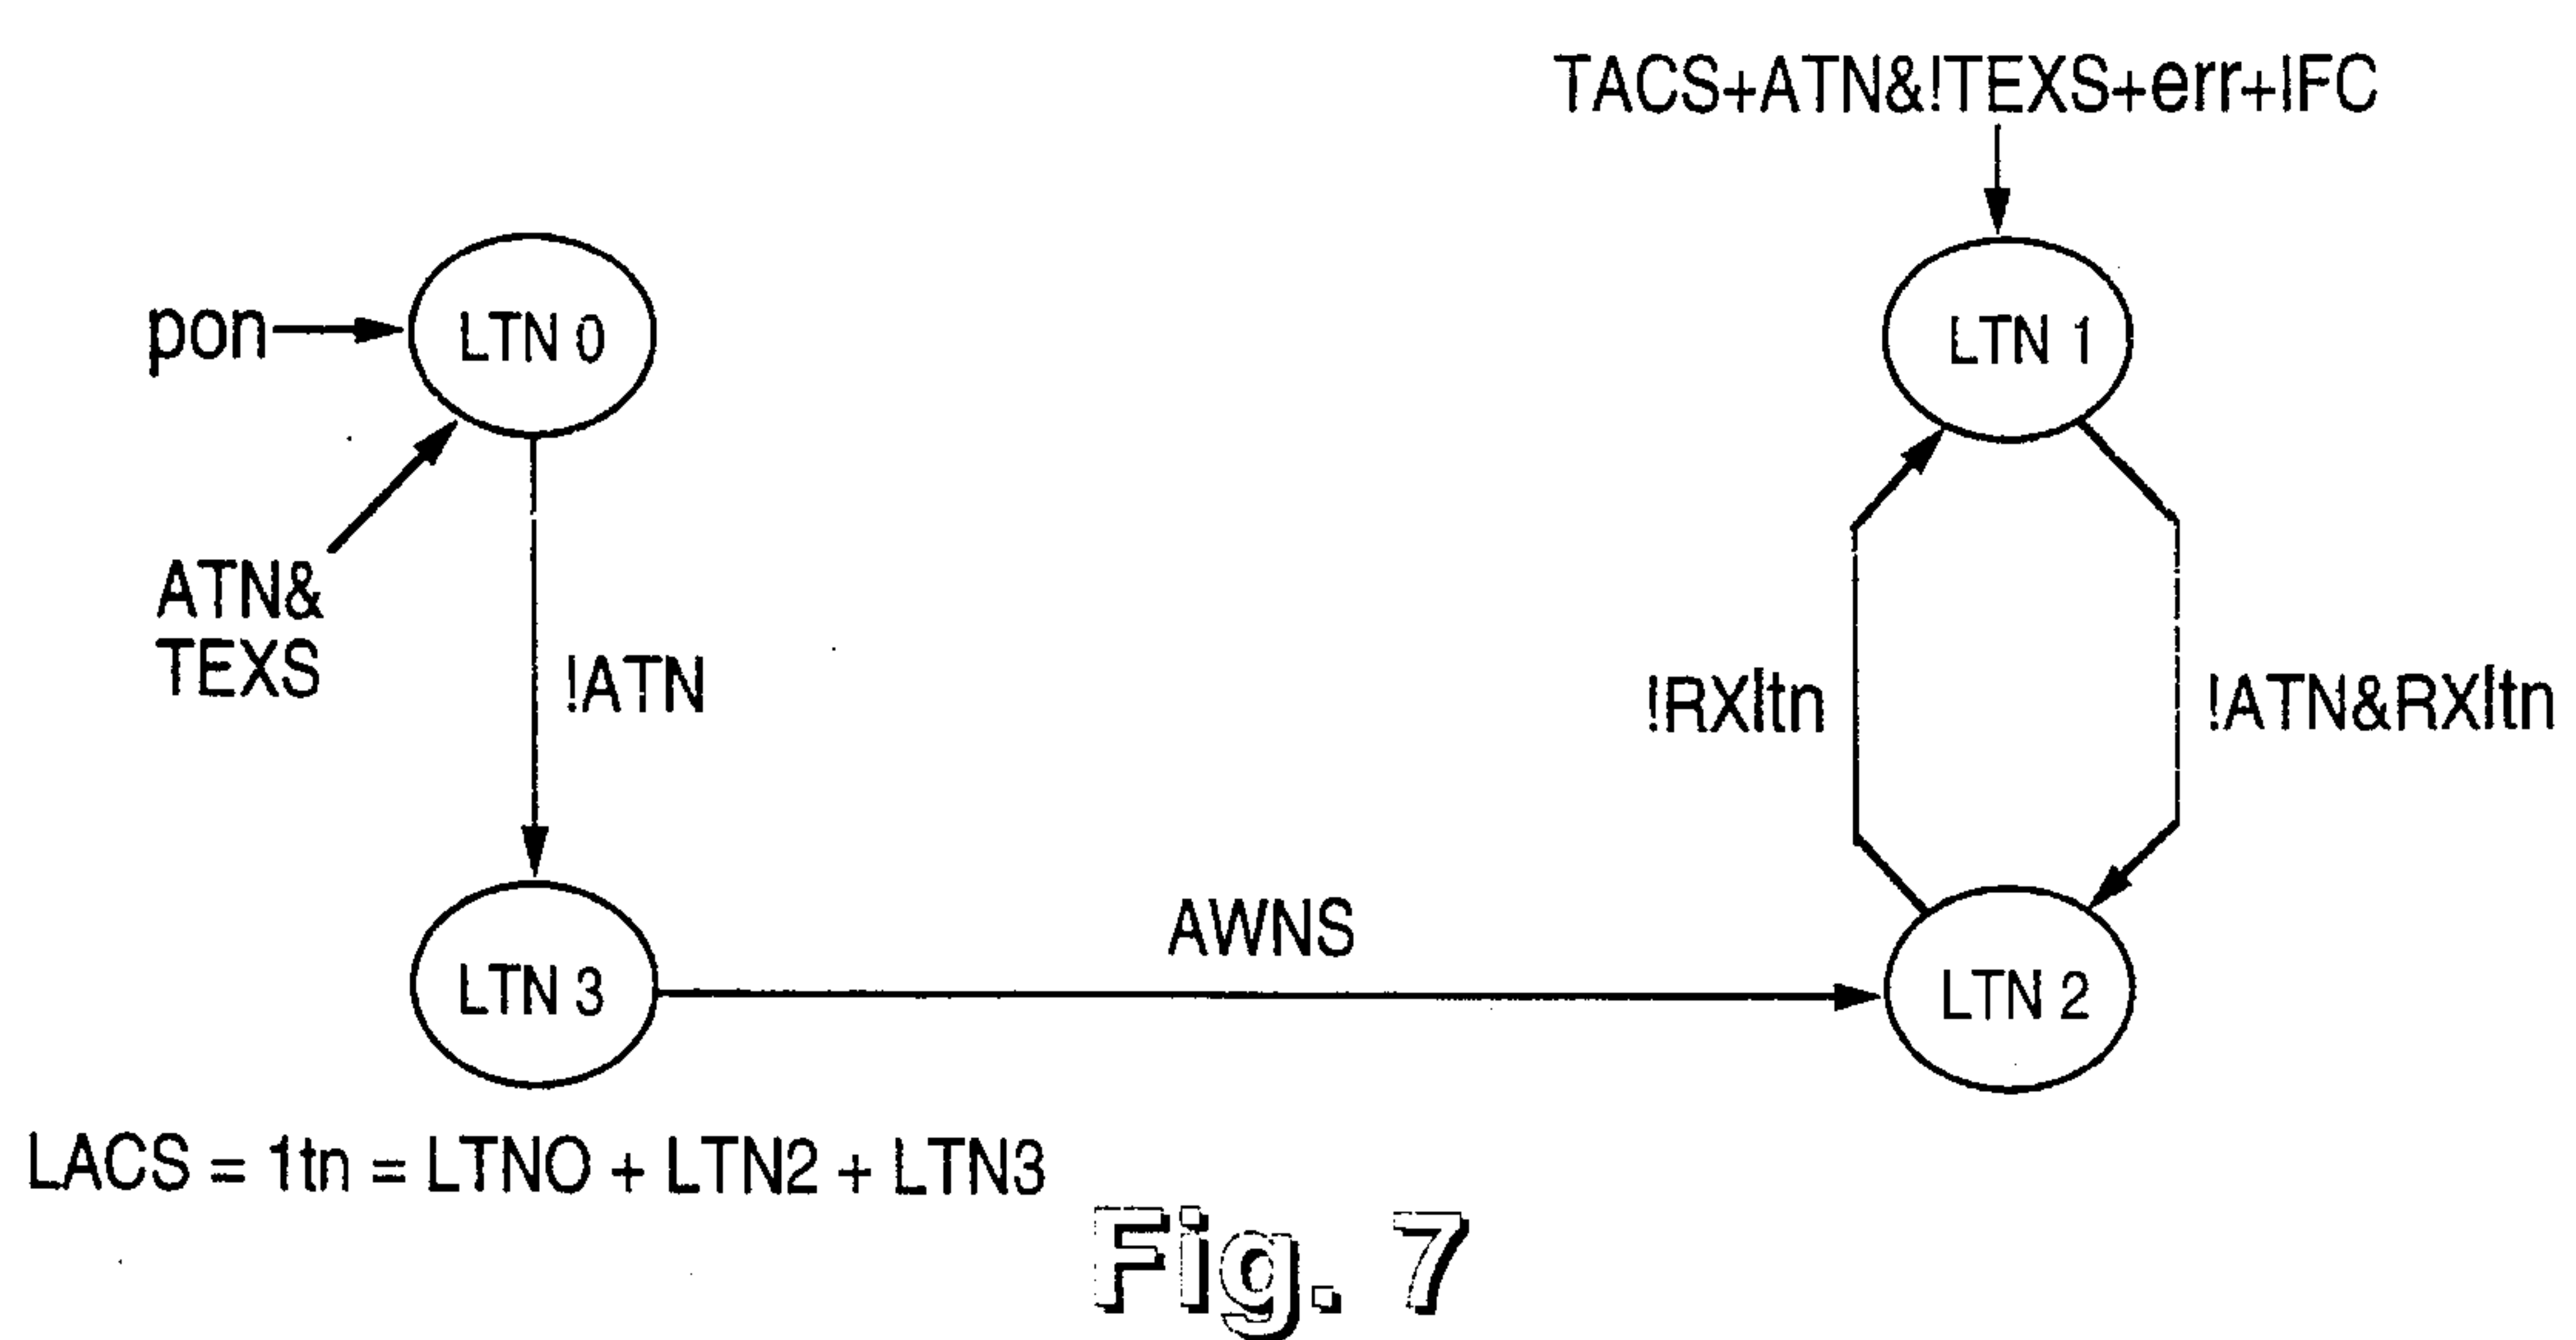 TACS+ATN&!TEXS+err+IFC
pon
LTN 0
LTN 1
ATN&
TEXS
!ATN
!RXltn
!ATN&RXltn
AWNS
LTN 3
LTN 2
LACS = 1tn = LTNO + LTN2 + LTN3
Fig. 7